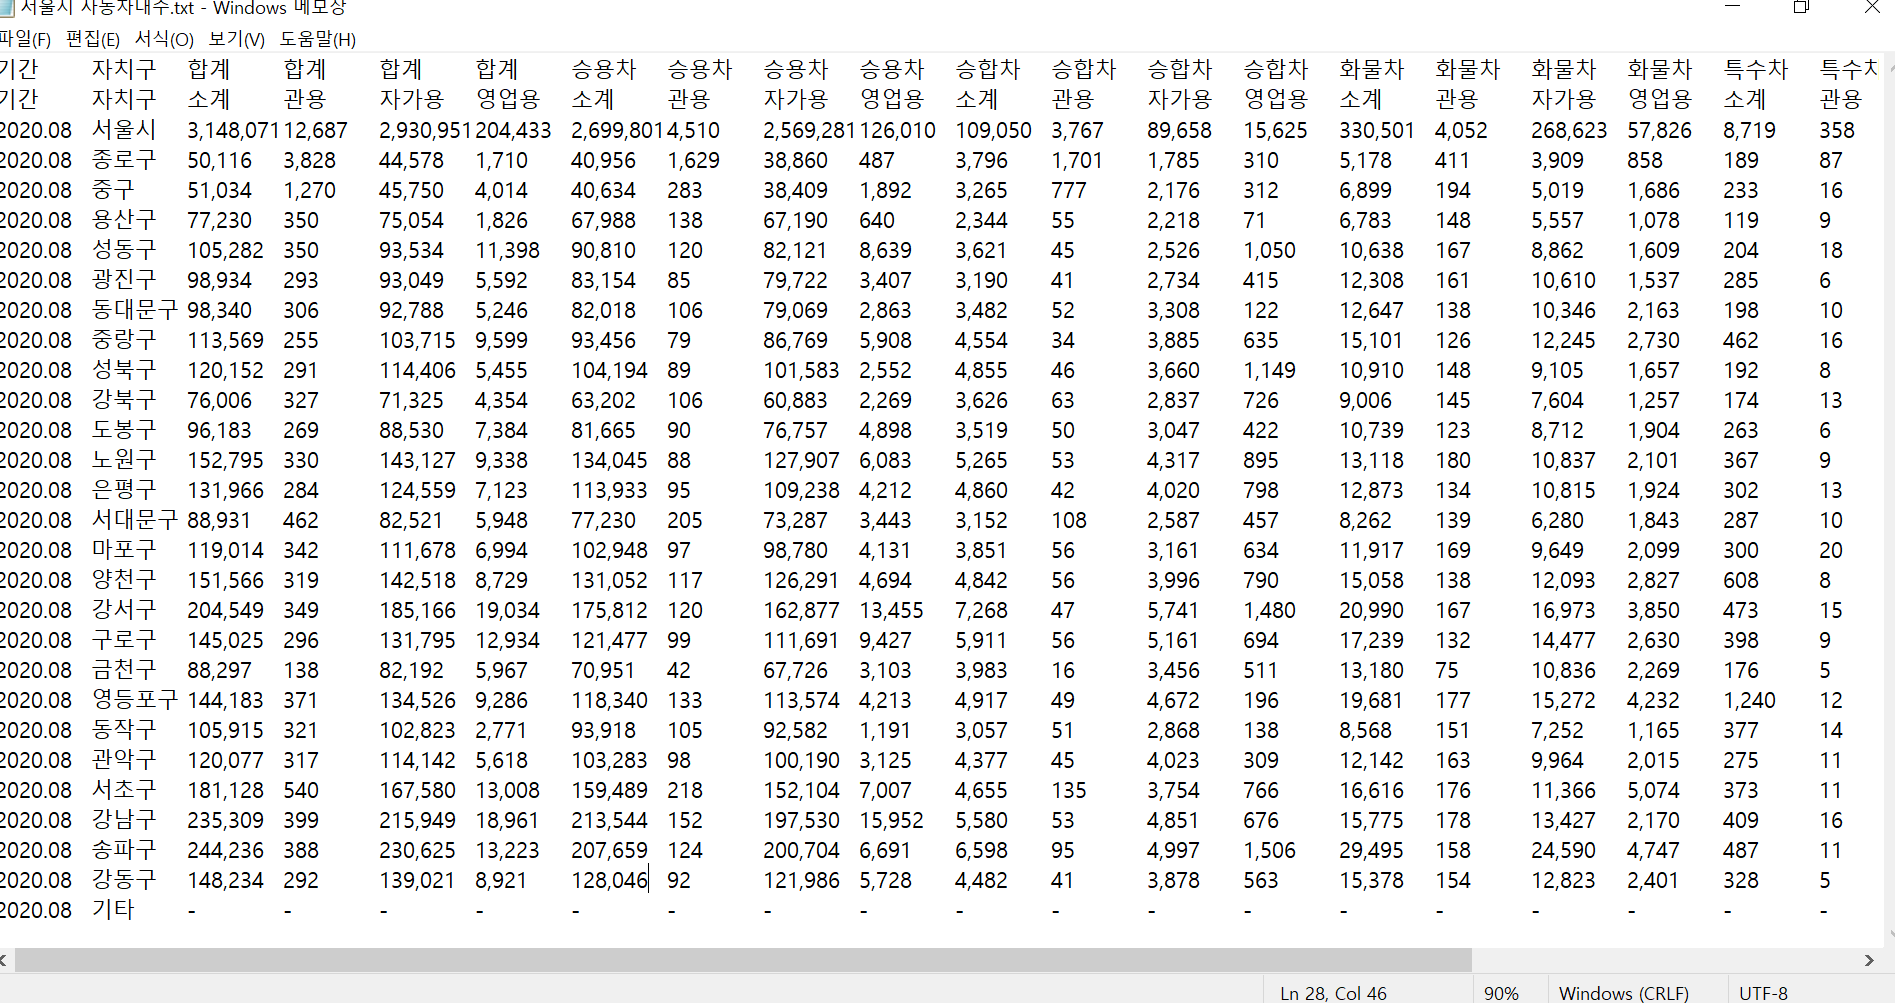 서울시 자동차대수.txt - Windows 메모장
파일(F) 편집(E) 서식(O) 보기(V) 도움말(H)
기간 자치구 합계 합계 합계 합계 승용차 승용차 승용차 승용차 승합차 승합차 승합차 승합차 화물차 화물차 화물차 화물차 특수차 특수차
기간 자치구 소계 관용 자가용 영업용 소계 관용 자가용 영업용 소계 관용 자가용 영업용 소계 관용 자가용 영업용 소계 관용
2020.08 서울시 3,148,071 12,687 2,930,951 204,433 2,699,801 4,510 2,569,281 126,010 109,050 3,767 89,658 15,625 330,501 4,052 268,623 57,826 8,719 358
2020.08 종로구 50,116 3,828 44,578 1,710 40,956 1,629 38,860 487 3,796 1,701 1,785 310 5,178 411 3,909 858 189 87
2020.08 중구 51,034 1,270 45,750 4,014 40,634 283 38,409 1,892 3,265 777 2,176 312 6,899 194 5,019 1,686 233 16
2020.08 용산구 77,230 350 75,054 1,826 67,988 138 67,190 640 2,344 55 2,218 71 6,783 148 5,557 1,078 119 9
2020.08 성동구 105,282 350 93,534 11,398 90,810 120 82,121 8,639 3,621 45 2,526 1,050 10,638 167 8,862 1,609 204 18
2020.08 광진구 98,934 293 93,049 5,592 83,154 85 79,722 3,407 3,190 41 2,734 415 12,308 161 10,610 1,537 285 6
2020.08 동대문구 98,340 306 92,788 5,246 82,018 106 79,069 2,863 3,482 52 3,308 122 12,647 138 10,346 2,163 198 10
2020.08 중랑구 113,569 255 103,715 9,599 93,456 79 86,769 5,908 4,554 34 3,885 635 15,101 126 12,245 2,730 462 16
2020.08 성북구 120,152 291 114,406 5,455 104,194 89 101,583 2,552 4,855 46 3,660 1,149 10,910 148 9,105 1,657 192 8
2020.08 강북구 76,006 327 71,325 4,354 63,202 106 60,883 2,269 3,626 63 2,837 726 9,006 145 7,604 1,257 174 13
2020.08 도봉구 96,183 269 88,530 7,384 81,665 90 76,757 4,898 3,519 50 3,047 422 10,739 123 8,712 1,904 263 6
2020.08 노원구 152,795 330 143,127 9,338 134,045 88 127,907 6,083 5,265 53 4,317 895 13,118 180 10,837 2,101 367 9
2020.08 은평구 131,966 284 124,559 7,123 113,933 95 109,238 4,212 4,860 42 4,020 798 12,873 134 10,815 1,924 302 13
2020.08 서대문구 88,931 462 82,521 5,948 77,230 205 73,287 3,443 3,152 108 2,587 457 8,262 139 6,280 1,843 287 10
2020.08 마포구 119,014 342 111,678 6,994 102,948 97 98,780 4,131 3,851 56 3,161 634 11,917 169 9,649 2,099 300 20
2020.08 양천구 151,566 319 142,518 8,729 131,052 117 126,291 4,694 4,842 56 3,996 790 15,058 138 12,093 2,827 608 8
2020.08 강서구 204,549 349 185,166 19,034 175,812 120 162,877 13,455 7,268 47 5,741 1,480 20,990 167 16,973 3,850 473 15
2020.08 구로구 145,025 296 131,795 12,934 121,477 99 111,691 9,427 5,911 56 5,161 694 17,239 132 14,477 2,630 398 9
2020.08 금천구 88,297 138 82,192 5,967 70,951 42 67,726 3,103 3,983 16 3,456 511 13,180 75 10,836 2,269 176 5
2020.08 영등포구 144,183 371 134,526 9,286 118,340 133 113,574 4,213 4,917 49 4,672 196 19,681 177 15,272 4,232 1,240 12
2020.08 동작구 105,915 321 102,823 2,771 93,918 105 92,582 1,191 3,057 51 2,868 138 8,568 151 7,252 1,165 377 14
2020.08 관악구 120,077 317 114,142 5,618 103,283 98 100,190 3,125 4,377 45 4,023 309 12,142 163 9,964 2,015 275 11
2020.08 서초구 181,128 540 167,580 13,008 159,489 218 152,104 7,007 4,655 135 3,754 766 16,616 176 11,366 5,074 373 11
2020.08 강남구 235,309 399 215,949 18,961 213,544 152 197,530 15,952 5,580 53 4,851 676 15,775 178 13,427 2,170 409 16
2020.08 송파구 244,236 388 230,625 13,223 207,659 124 200,704 6,691 6,598 95 4,997 1,506 29,495 158 24,590 4,747 487 11
2020.08 강동구 148,234 292 139,021 8,921 128,046 92 121,986 5,728 4,482 41 3,878 563 15,378 154 12,823 2,401 328 5
2020.08 기타 - - - - - - - - - - - - - - - - - -
Ln 28, Col 46 90% Windows (CRLF) UTF-8